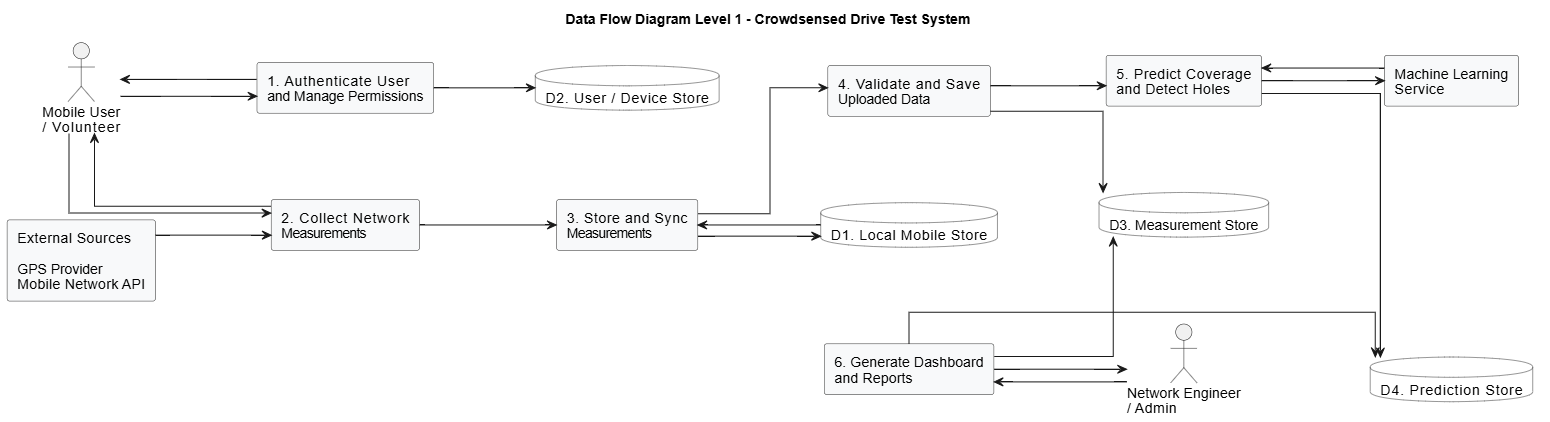 Data Flow Diagram Level 1 - Crowdsensed Drive Test System
Mobile User
/ Volunteer
1. Authenticate User
and Manage Permissions
D2. User / Device Store
4. Validate and Save
Uploaded Data
5. Predict Coverage
and Detect Holes
Machine Learning
Service
External Sources
GPS Provider
Mobile Network API
2. Collect Network
Measurements
3. Store and Sync
Measurements
D1. Local Mobile Store
D3. Measurement Store
6. Generate Dashboard
and Reports
Network Engineer
/ Admin
D4. Prediction Store